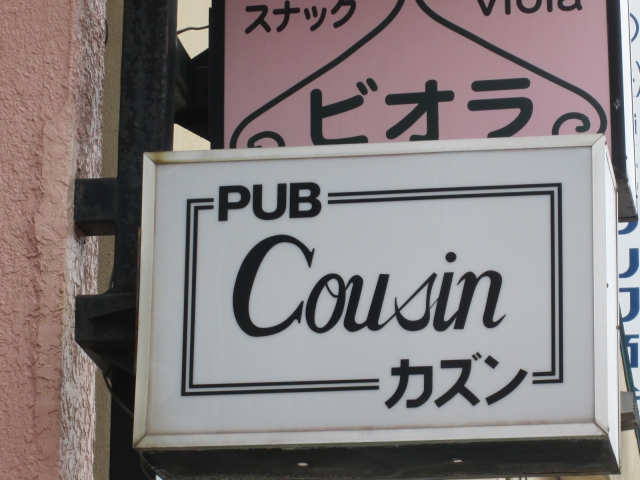 スナック
Viola
ビオラ
PUB
Cousin
カズン